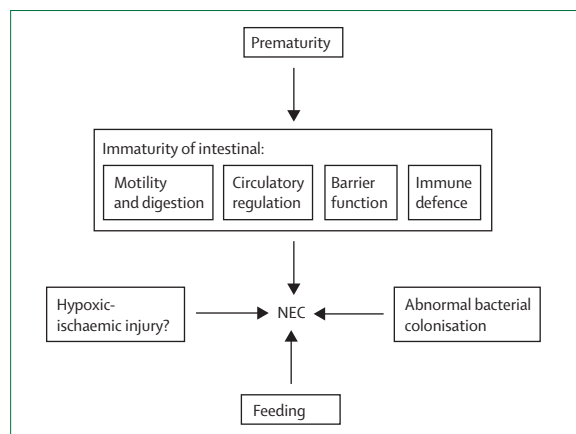 Prematurity
Immaturity of intestinal:
Motility
and digestion
Circulatory
regulation
Barrier
function
Immune
defence
Hypoxic-
ischaemic injury?
NEC
Abnormal bacterial
colonisation
Feeding